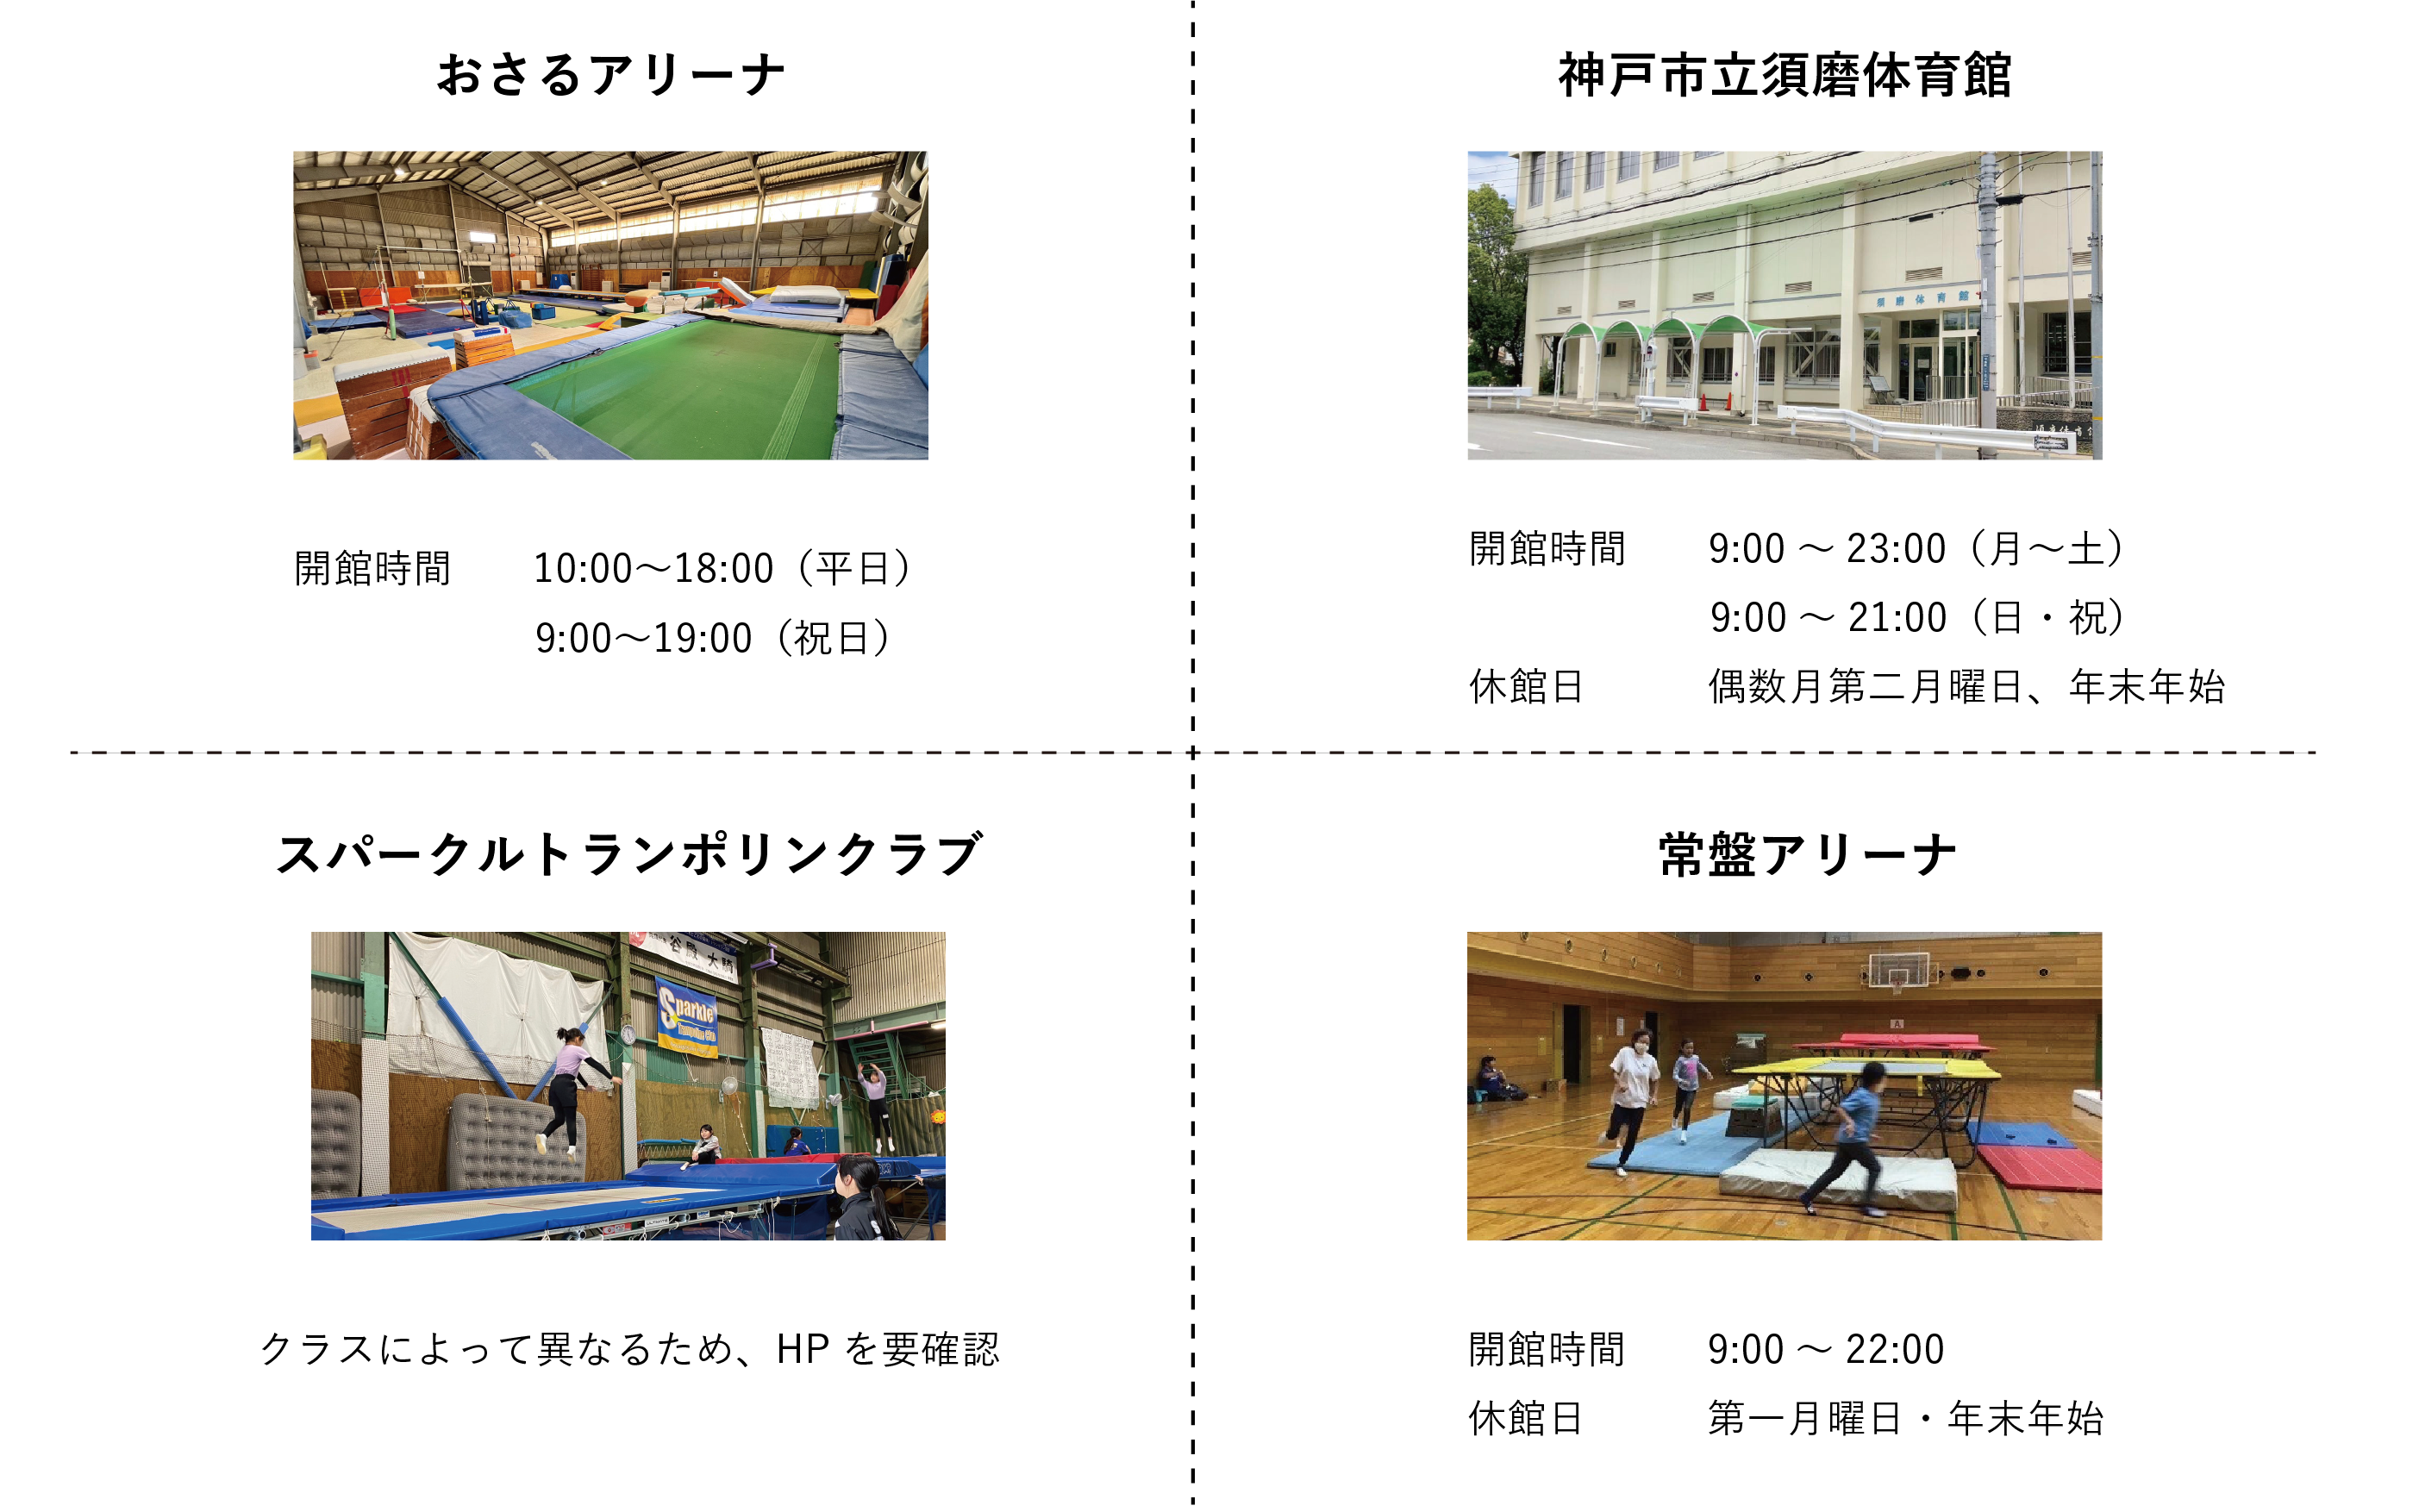 おさるアリーナ
開館時間 10:00～18:00（平日）
9:00～19:00（祝日）
神戸市立須磨体育館
須磨体育館
開館時間 9:00 ～ 23:00（月～土）
9:00 ～ 21:00（日・祝）
休館日 偶数月第二月曜日、年末年始
スパークルトランポリンクラブ
Sparkle
クラスによって異なるため、HP を要確認
常盤アリーナ
A
開館時間 9:00 ～ 22:00
休館日 第一月曜日・年末年始